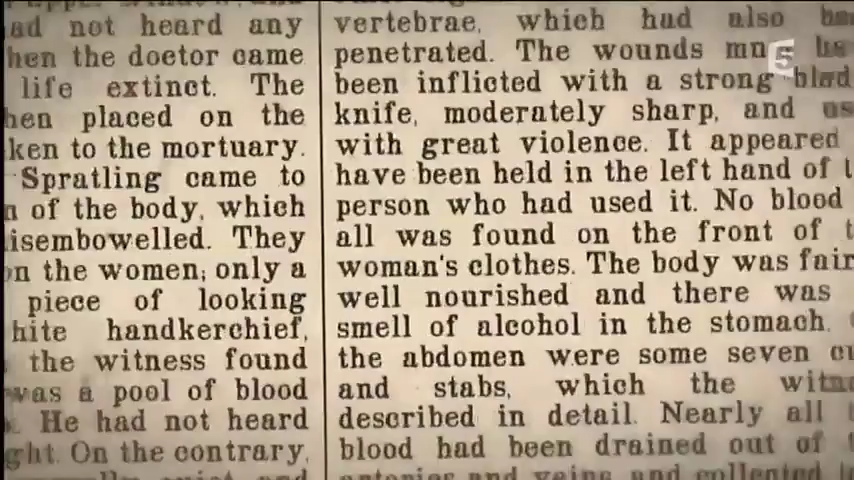 ad not heard any
hen the doctor came
life extinct. The
hen placed on the
ken to the mortuary.
Spratling came to
n of the body, which
isembowelled. They
on the women; only a
piece of looking
hite handkerchief,
the witness found
was a pool of blood
He had not heard
ght. On the contrary,
vertebrae, which had also
penetrated. The wounds
been inflicted with a strong
knife, moderately sharp, and
with great violence. It appeared
have been held in the left hand of
person who had used it. No blood
all was found on the front of
woman's clothes. The body was
well nourished and there was
smell of alcohol in the stomach.
the abdomen were some seven
and stabs, which the
described in detail. Nearly all
blood had been drained out of
and veins and collected
5